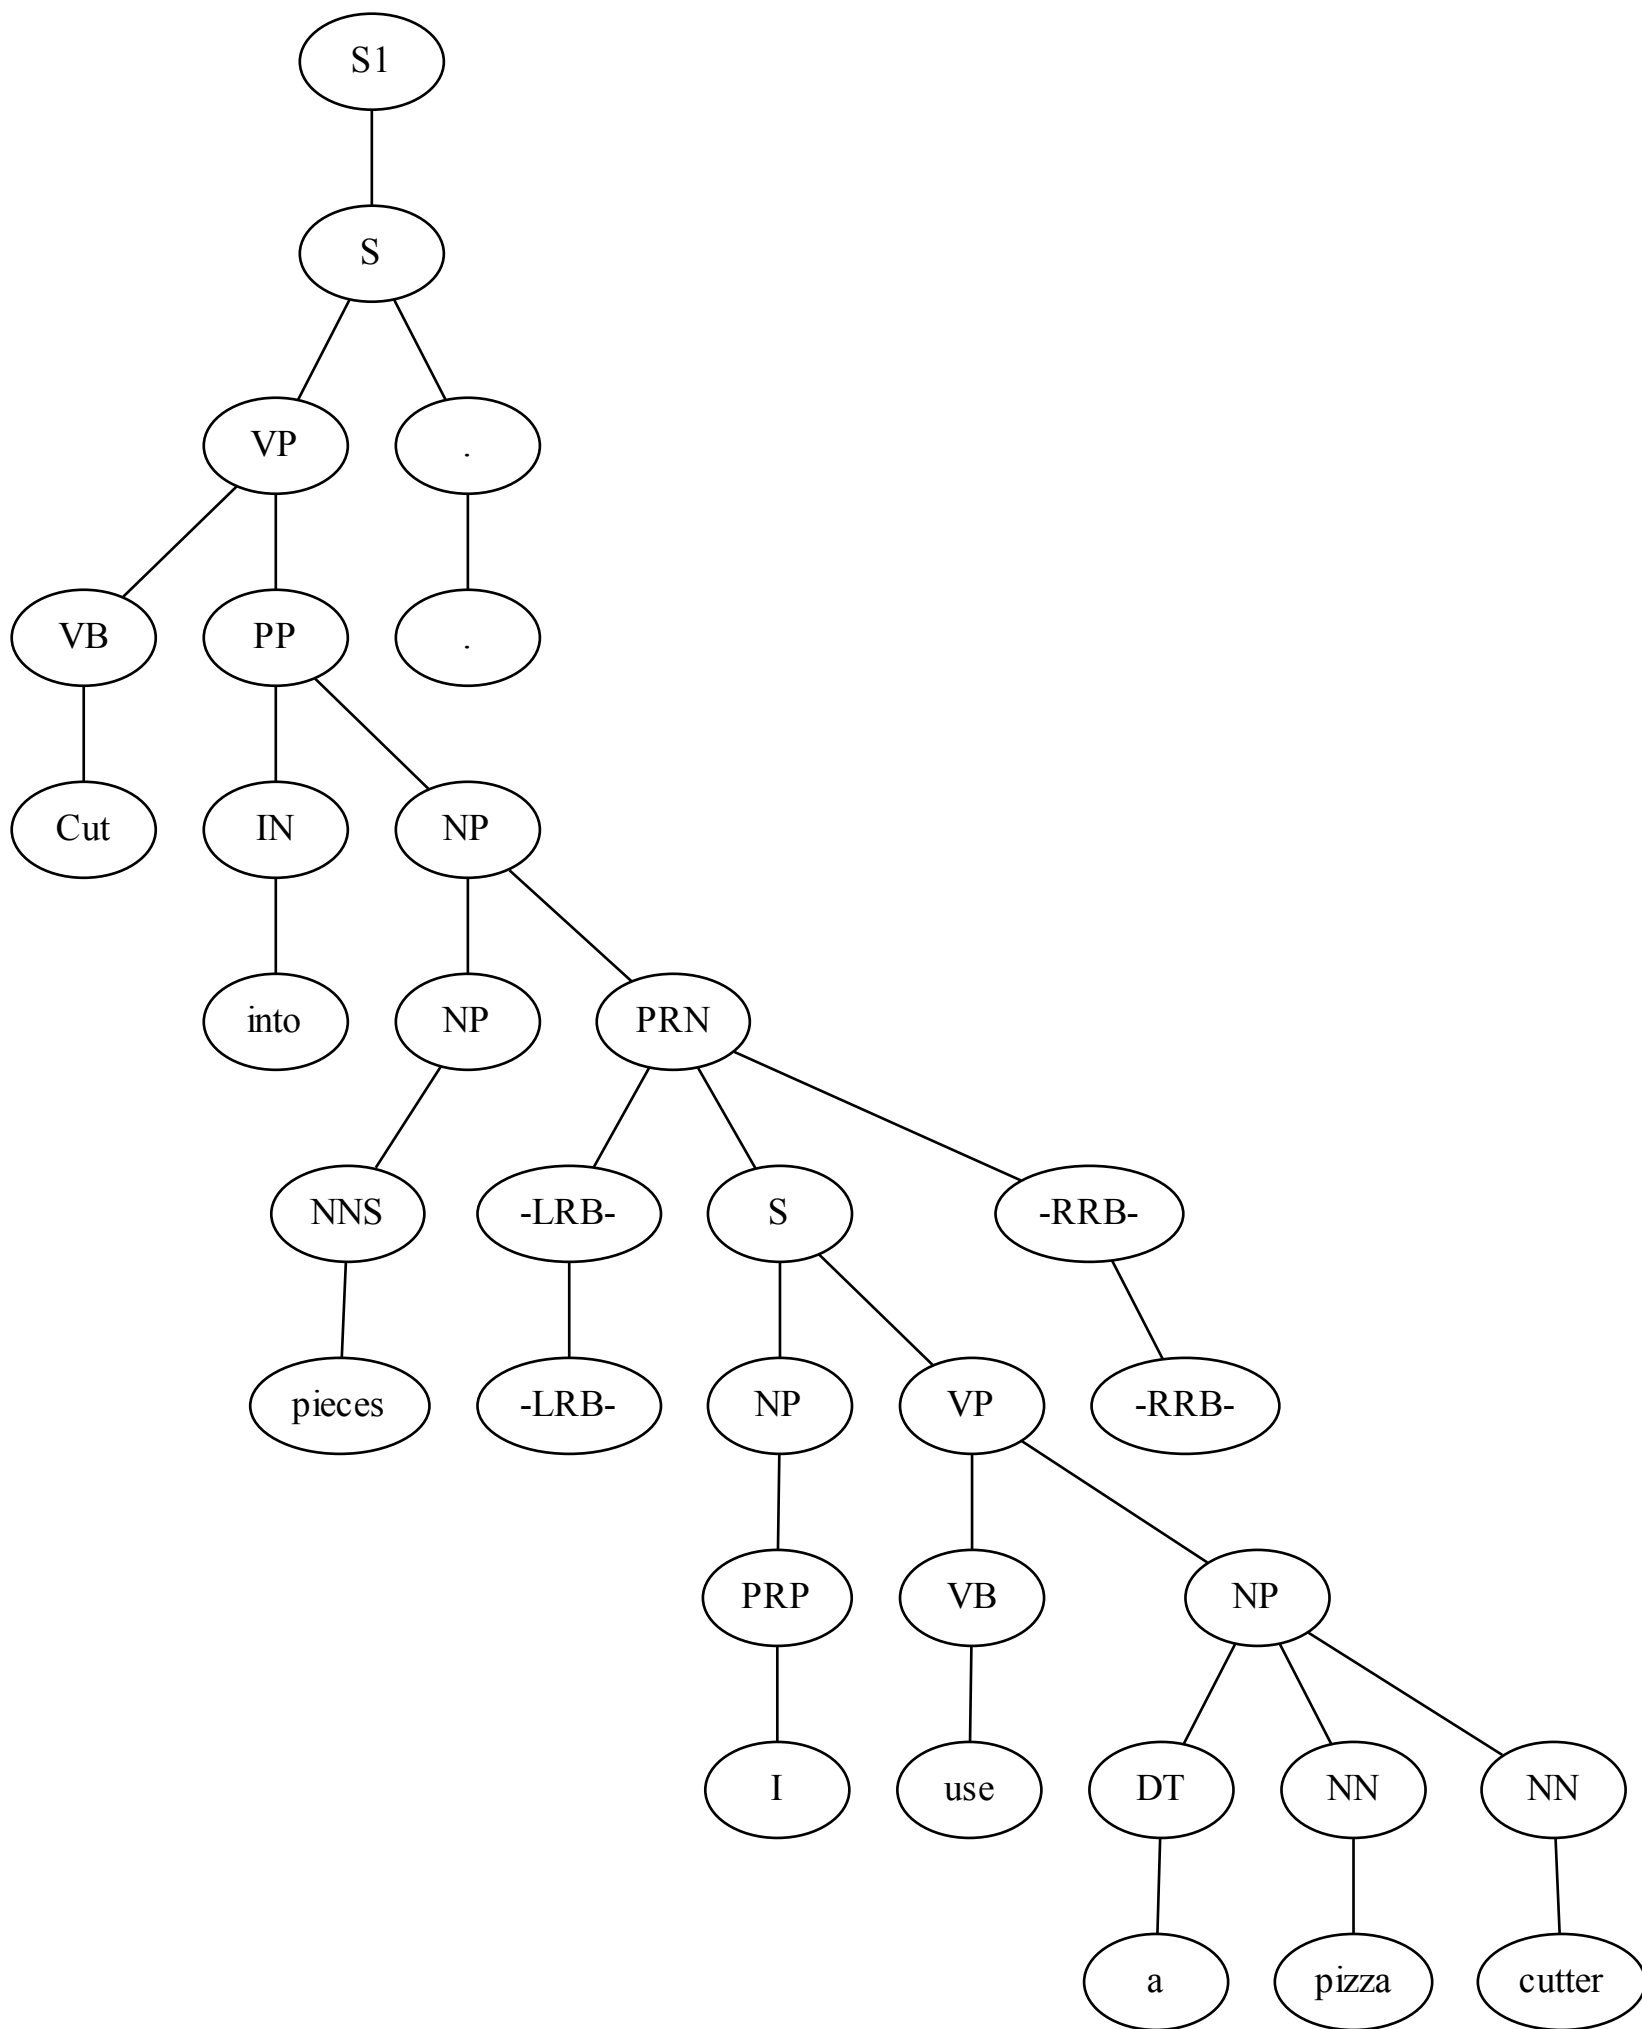 S1
S
VP .
VB PP .
Cut IN NP
into NP PRN
NNS -LRB- S -RRB-
pieces -LRB- NP VP -RRB-
PRP VB NP
I use DT NN NN
a pizza cutter